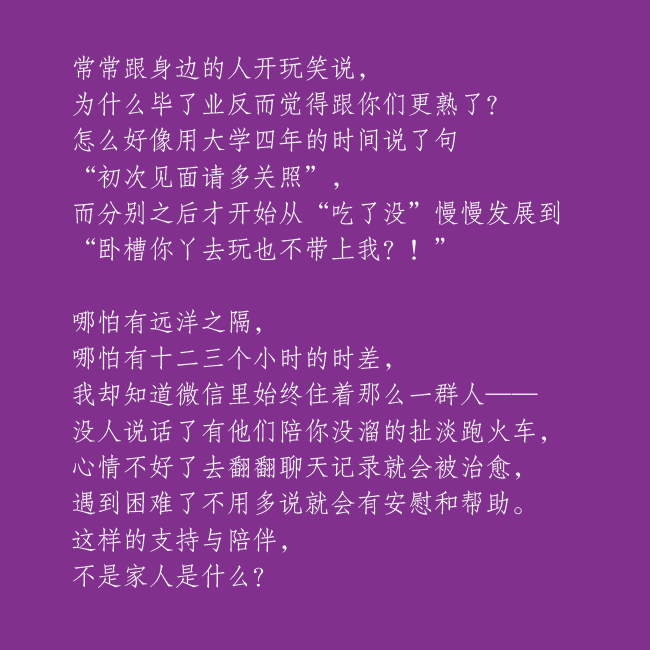 常常跟身边的人开玩笑说，
为什么毕了业反而觉得跟你们更熟了？
怎么好像用大学四年的时间说了句
“初次见面请多关照”，
而分别之后才开始从“吃了没”慢慢发展到
“卧槽你丫去玩也不带上我？！”
哪怕有远洋之隔，
哪怕有十二三个小时的时差，
我却知道微信里始终住着那么一群人——
没人说话了有他们陪你没溜的扯淡跑火车，
心情不好了去翻翻聊天记录就会被治愈，
遇到困难了不用多说就会有安慰和帮助。
这样的支持与陪伴，
不是家人是什么？